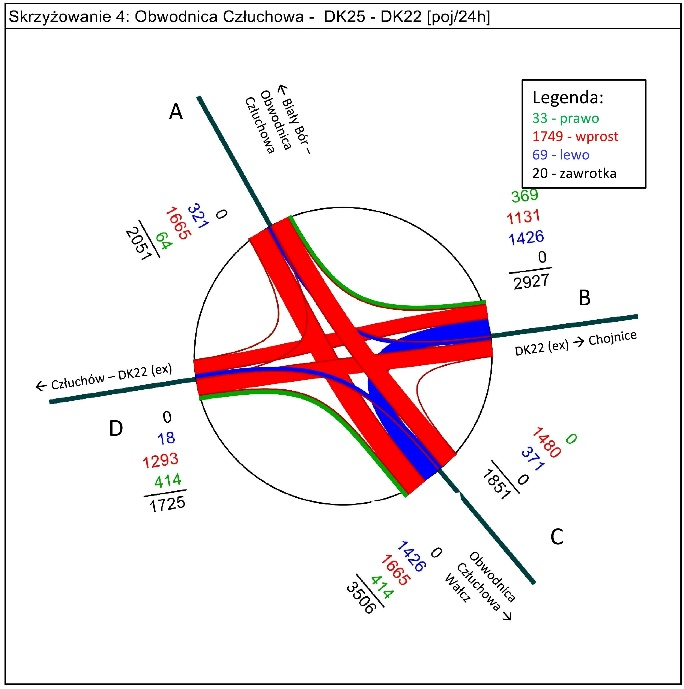 Skrzyżowanie 4: Obwodnica Człuchowa - DK25 - DK22 [poj/24h]
Legenda:
33 - prawo
1749 - wprost
69 - lewo
20 - zawrotka
A
← Biały Bór –
Obwodnica
Człuchowa
0
321
1665
64
2051
369
1131
1426
0
2927
B
DK22 (ex) → Chojnice
← Człuchów – DK22 (ex)
D
0
18
1293
414
1725
0
1480
371
0
1851
C
Obwodnica
Człuchowa →
Wałcz
0
1426
1665
414
3506